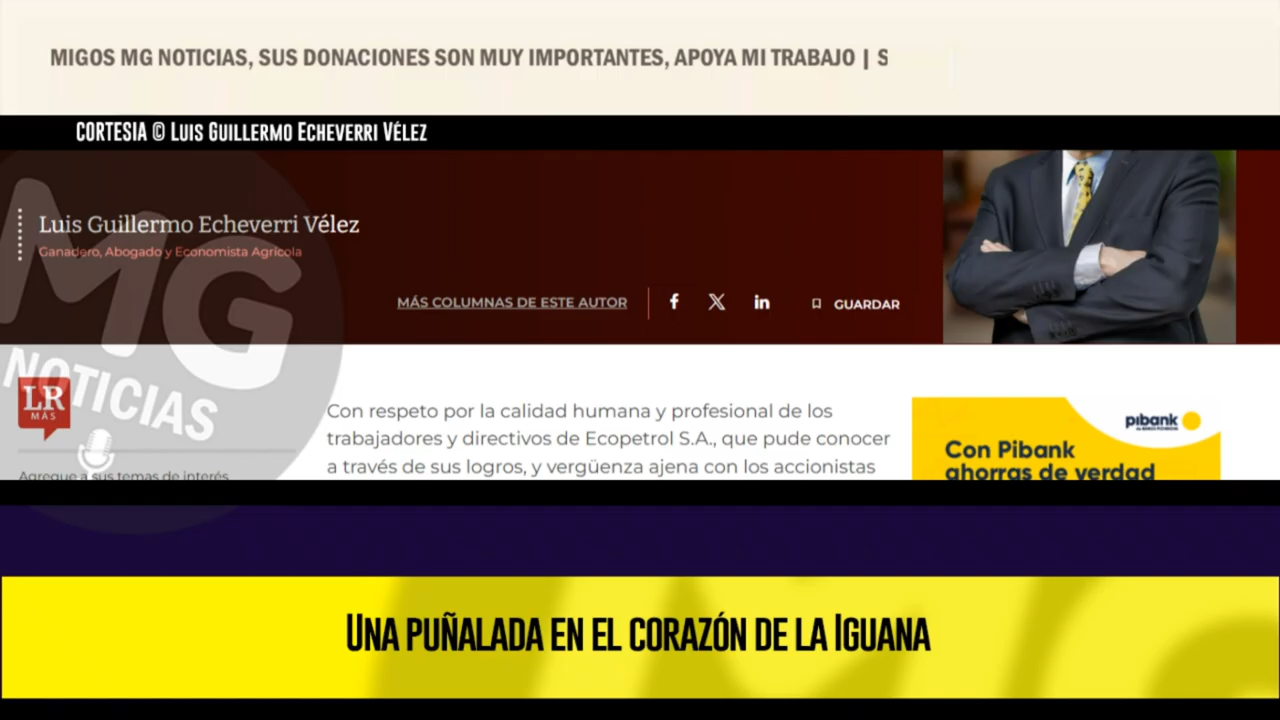 MIGOS MG NOTICIAS, SUS DONACIONES SON MUY IMPORTANTES, APOYA MI TRABAJO | S
CORTESIA © LUIS GUILLERMO ECHEVERRI VÉLEZ
Luis Guillermo Echeverri Vélez
Ganadero, Abogado y Economista Agrícola
MÁS COLUMNAS DE ESTE AUTOR
GUARDAR
MG
NOTICIAS
LR
MÁS
Agregue a sus temas de interés
Con respeto por la calidad humana y profesional de los
trabajadores y directivos de Ecopetrol S.A., que pude conocer
a través de sus logros, y vergüenza ajena con los accionistas
pibank
Con Pibank
ahorras de verdad
UNA PUÑALADA EN EL CORAZÓN DE LA IGUANA